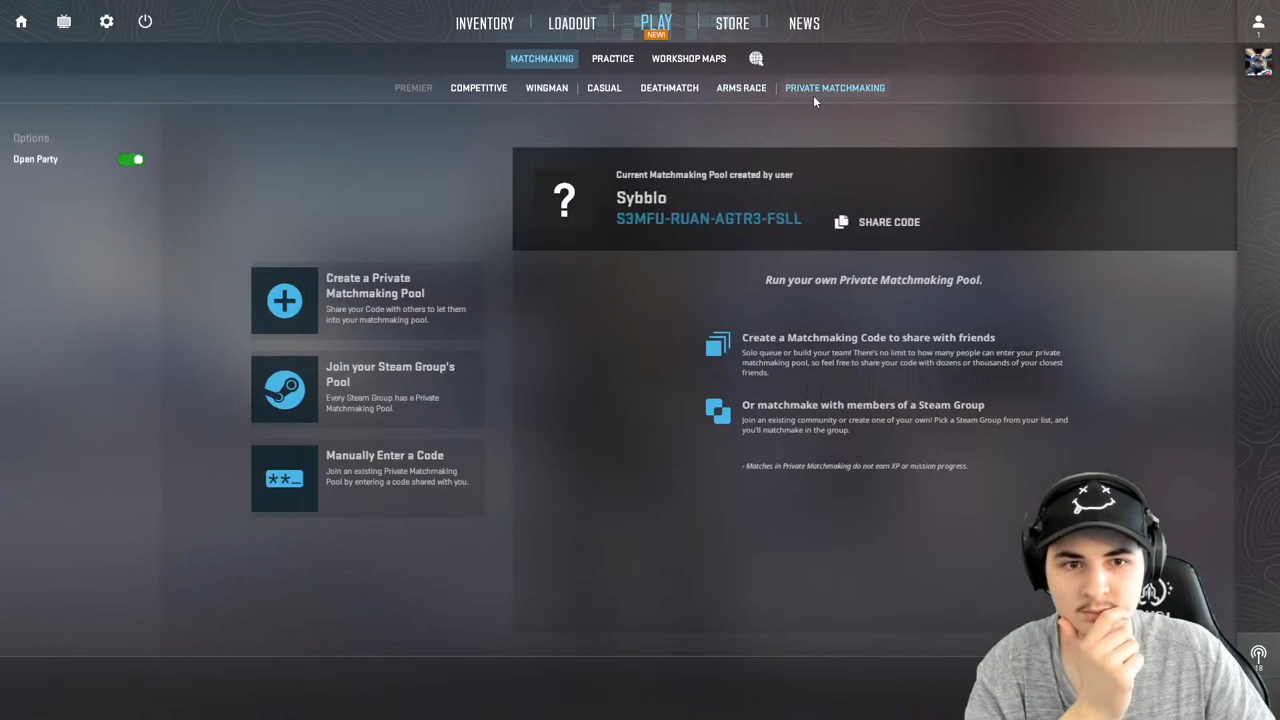 INVENTORY
LOADOUT
PLAY
NEW!
STORE
NEWS
1
MATCHMAKING
PRACTICE
WORKSHOP MAPS
PREMIER
COMPETITIVE
WINGMAN
CASUAL
DEATHMATCH
ARMS RACE
PRIVATE MATCHMAKING
Options
Open Party
Current Matchmaking Pool created by user
Sybblo
S3MFU-RUAN-AGTR3-FSLL
SHARE CODE
?
Create a Private
Matchmaking Pool
Share your Code with others to let them
into your matchmaking pool.
Join your Steam Group's
Pool
Every Steam Group has a Private
Matchmaking Pool.
**_
Manually Enter a Code
Join an existing Private Matchmaking
Pool by entering a code shared with you.
Run your own Private Matchmaking Pool.
Create a Matchmaking Code to share with friends
Solo queue or build your team! There's no limit to how many people can enter your private
matchmaking pool, so feel free to share your code with dozens or thousands of your closest
friends.
Or matchmake with members of a Steam Group
Join an existing community or create one of your own! Pick a Steam Group from your list, and
you'll matchmake in the group.
- Matches in Private Matchmaking do not earn XP or mission progress.
18